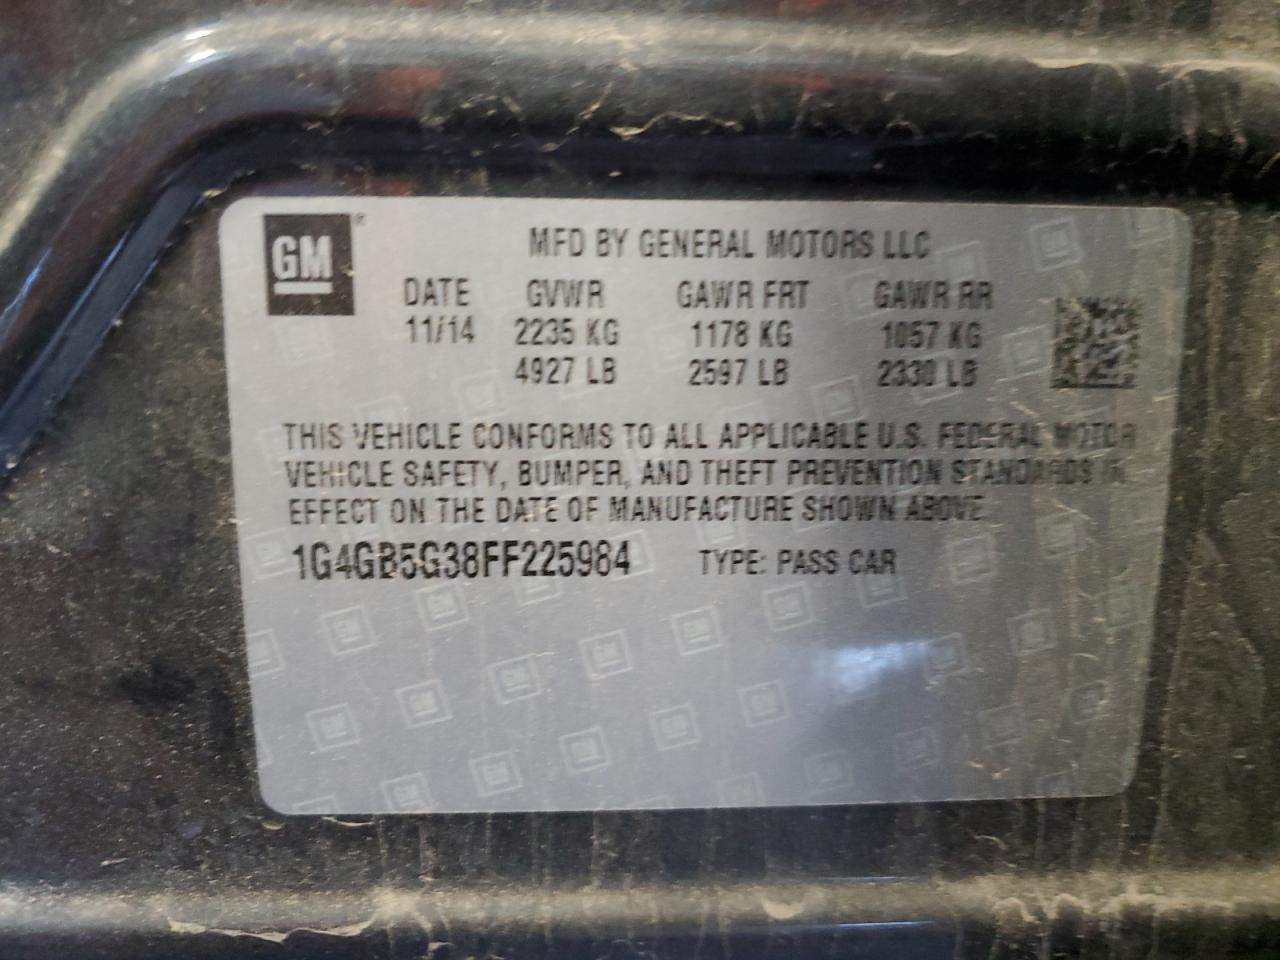 GM ®
MFD BY GENERAL MOTORS LLC
DATE GVWR GAWR FRT GAWR RR
11/14 2235 KG 1178 KG 1057 KG
4927 LB 2597 LB 2330 LB
THIS VEHICLE CONFORMS TO ALL APPLICABLE U.S. FEDERAL MOTOR
VEHICLE SAFETY, BUMPER, AND THEFT PREVENTION STANDARDS IN
EFFECT ON THE DATE OF MANUFACTURE SHOWN ABOVE.
1G4GB5G38FF225984 TYPE: PASS CAR